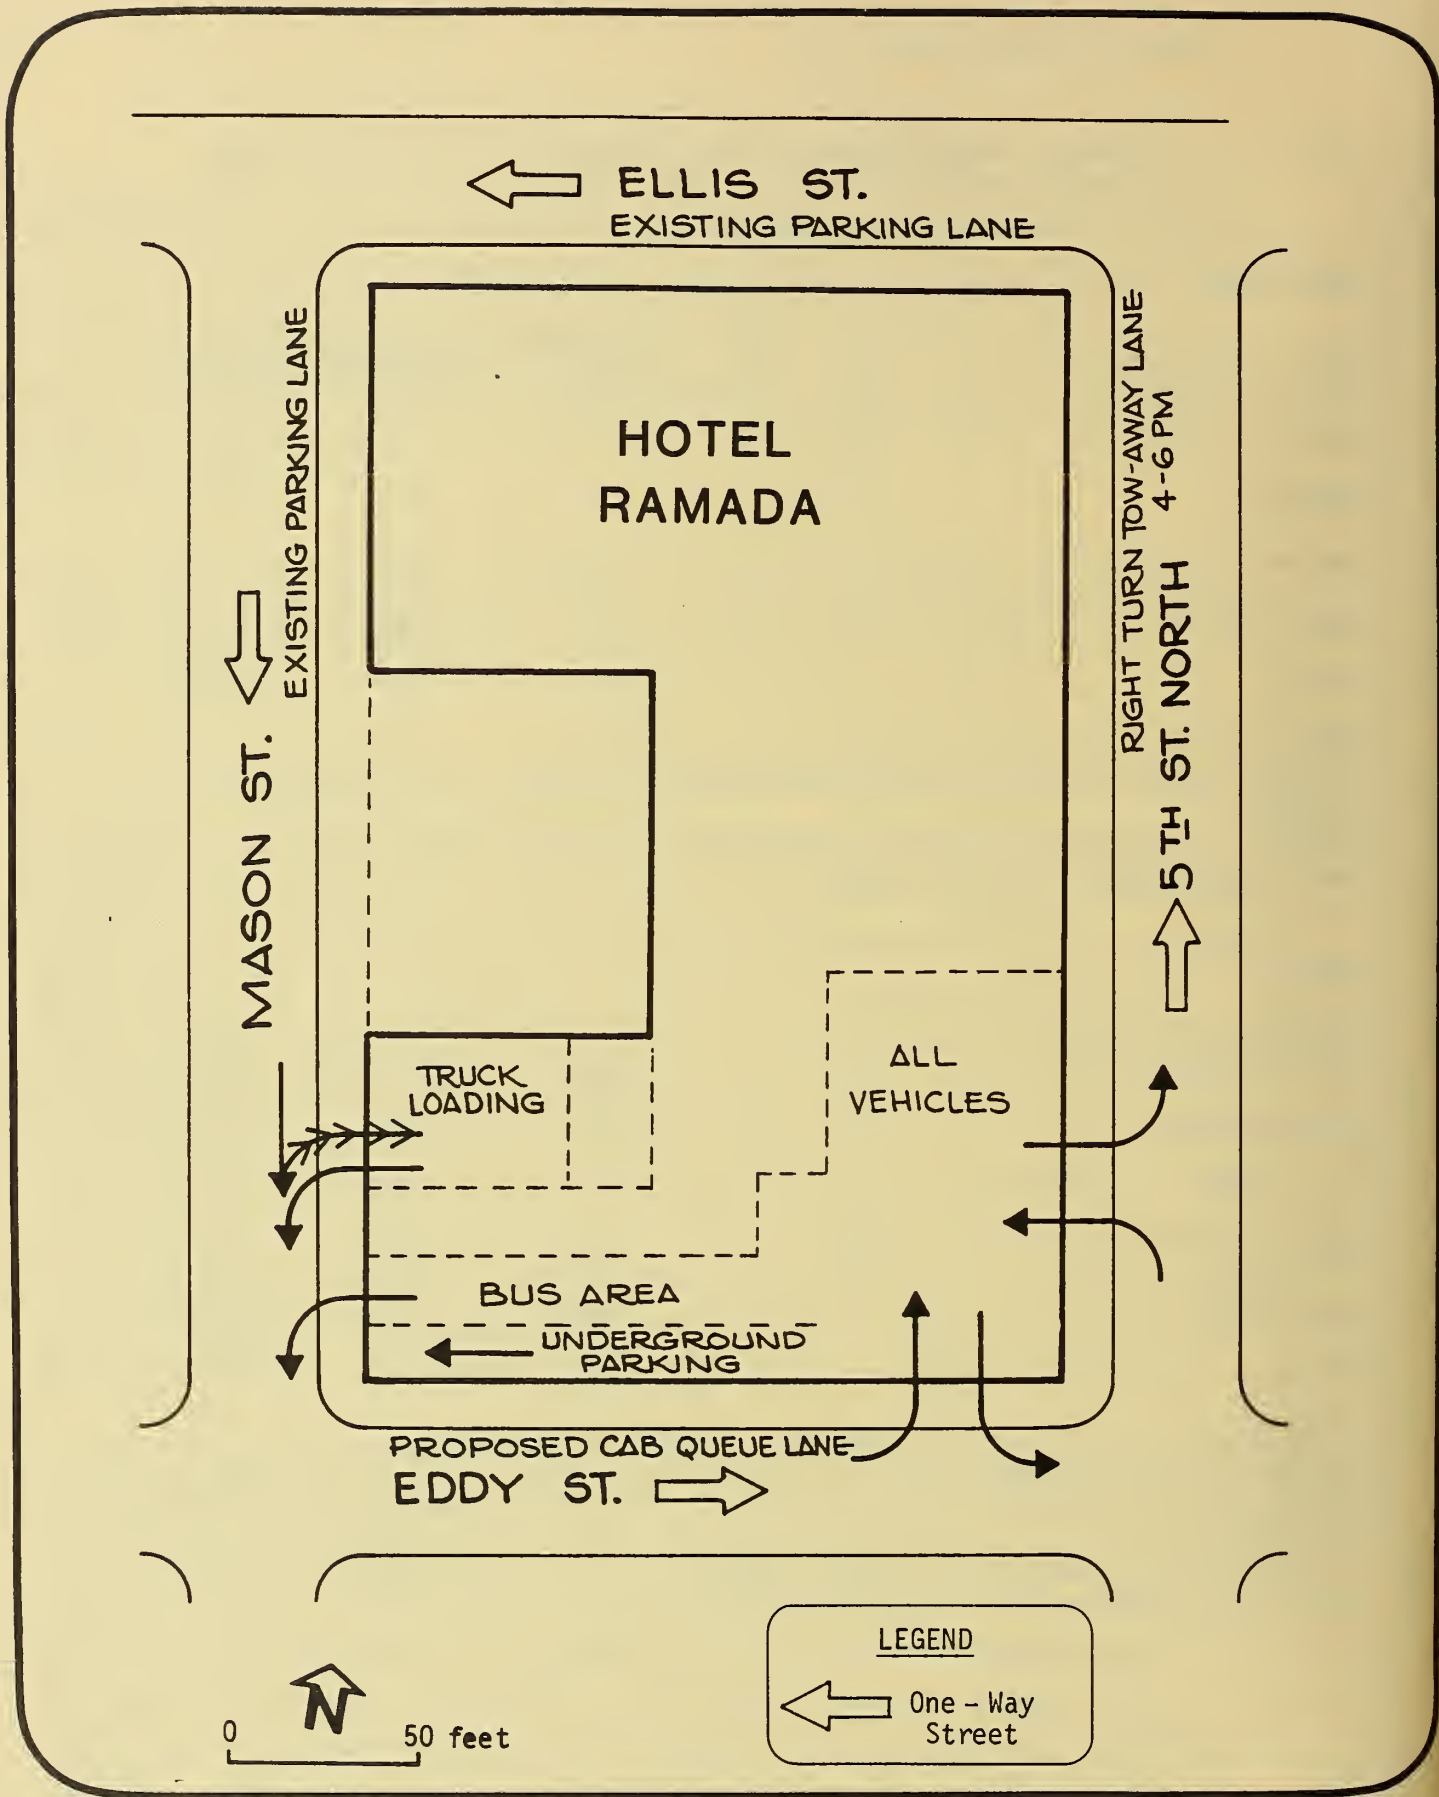 ELLIS ST.
EXISTING PARKING LANE
EXISTING PARKING LANE
MASON ST.
HOTEL
RAMADA
RIGHT TURN TOW-AWAY LANE
4-6 PM
5TH ST. NORTH
TRUCK
LOADING
ALL
VEHICLES
BUS AREA
UNDERGROUND
PARKING
PROPOSED CAB QUEUE LANE
EDDY ST.
LEGEND
One-Way
Street
N
0 50 feet